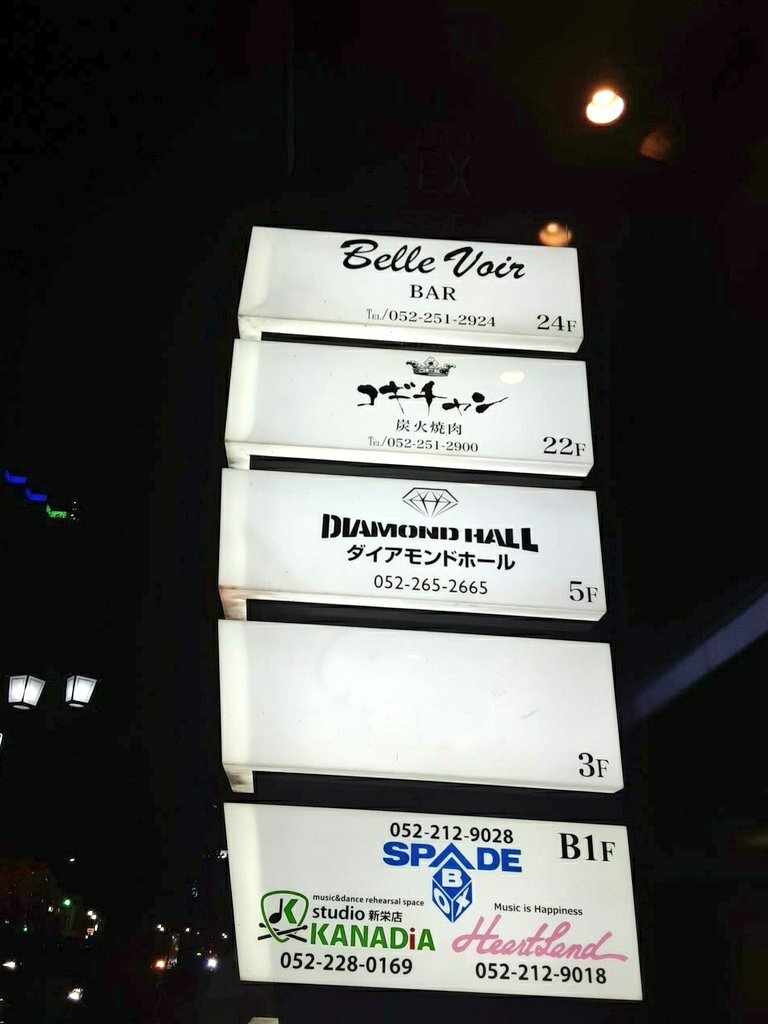 Belle Voir
BAR
TEL/052-251-2924
24F
コギチャン
炭火焼肉
TEL/052-251-2900
22F
DIAMOND HALL
ダイアモンドホール
052-265-2665
5F
3F
052-212-9028
B1F
SPADE
BOX
music&dance rehearsal space
studio 新栄店
KANADiA
052-228-0169
Music is Happiness
HeartLand
052-212-9018